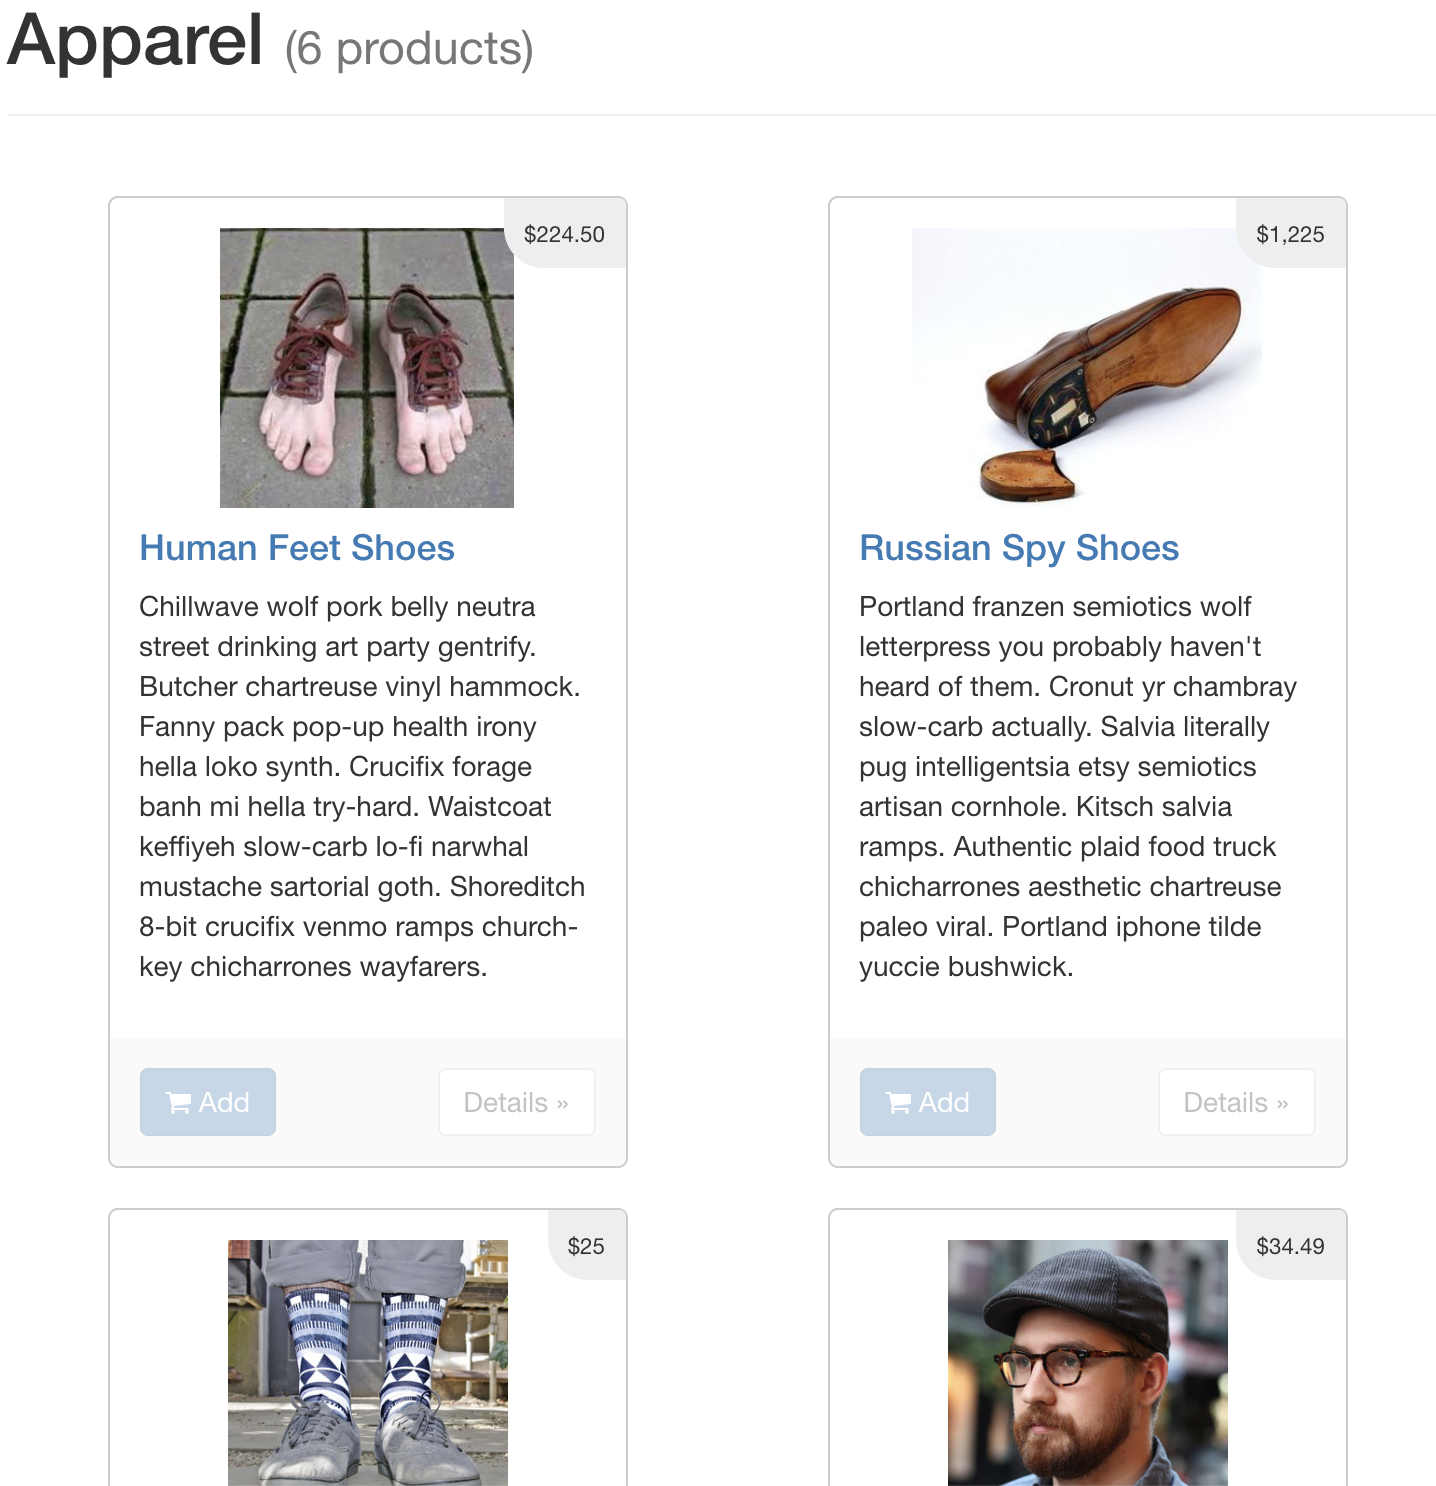 Apparel (6 products)
$224.50
Human Feet Shoes
Chillwave wolf pork belly neutra
street drinking art party gentrify.
Butcher chartreuse vinyl hammock.
Fanny pack pop-up health irony
hella loko synth. Crucifix forage
banh mi hella try-hard. Waistcoat
keffiyeh slow-carb lo-fi narwhal
mustache sartorial goth. Shoreditch
8-bit crucifix venmo ramps church-
key chicharrones wayfarers.
Add
Details »
$1,225
Russian Spy Shoes
Portland franzen semiotics wolf
letterpress you probably haven't
heard of them. Cronut yr chambray
slow-carb actually. Salvia literally
pug intelligentsia etsy semiotics
artisan cornhole. Kitsch salvia
ramps. Authentic plaid food truck
chicharrones aesthetic chartreuse
paleo viral. Portland iphone tilde
yuccie bushwick.
Add
Details »
$25
$34.49